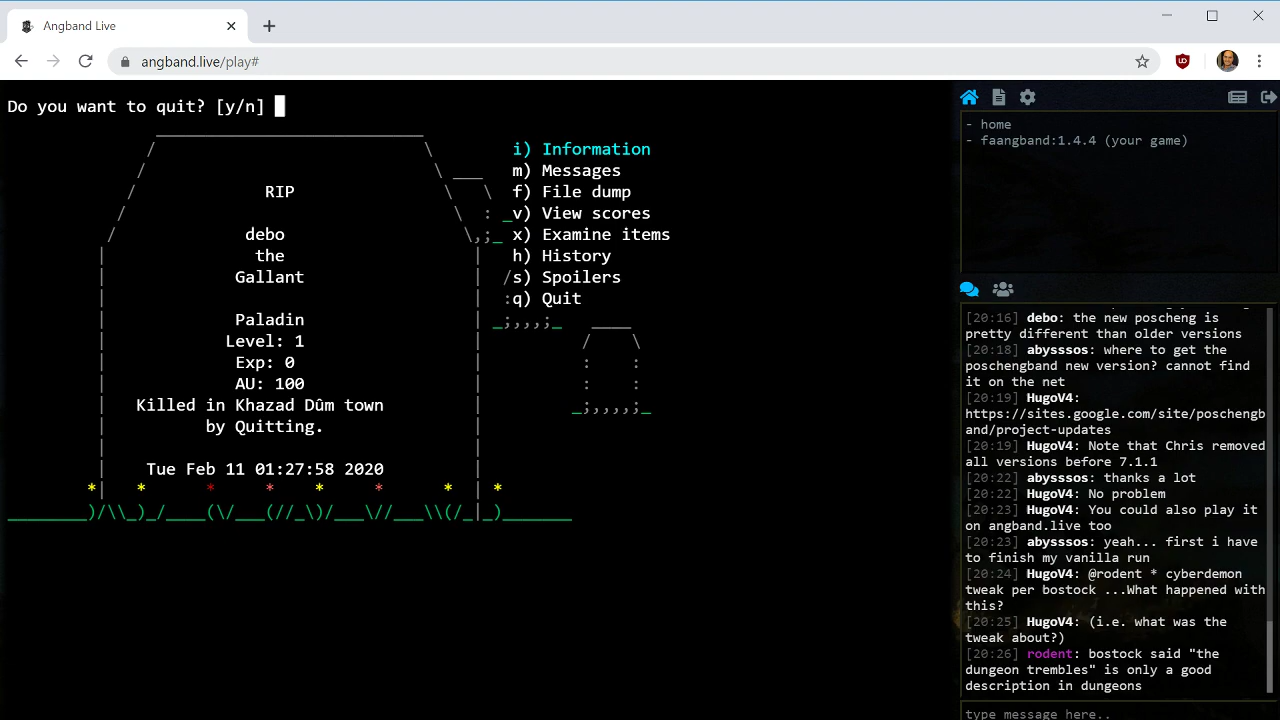 Angband Live
angband.live/play#
Do you want to quit? [y/n]
RIP
debo
the
Gallant
Paladin
Level: 1
Exp: 0
AU: 100
Killed in Khazad Dûm town
by Quitting.
Tue Feb 11 01:27:58 2020
i) Information
m) Messages
f) File dump
v) View scores
x) Examine items
h) History
s) Spoilers
q) Quit
- home
- faangband:1.4.4 (your game)
[20:16] debo: the new poscheng is
pretty different than older versions
[20:18] abysssos: where to get the
poschengband new version? cannot find
it on the net
[20:19] HugoV4:
https://sites.google.com/site/poschengb
and/project-updates
[20:19] HugoV4: Note that Chris removed
all versions before 7.1.1
[20:22] abysssos: thanks a lot
[20:22] HugoV4: No problem
[20:23] HugoV4: You could also play it
on angband.live too
[20:23] abysssos: yeah... first i have
to finish my vanilla run
[20:24] HugoV4: @rodent * cyberdemon
tweak per bostock ...What happened with
this?
[20:25] HugoV4: (i.e. what was the
tweak about?)
[20:26] rodent: bostock said "the
dungeon trembles" is only a good
description in dungeons
type message here..